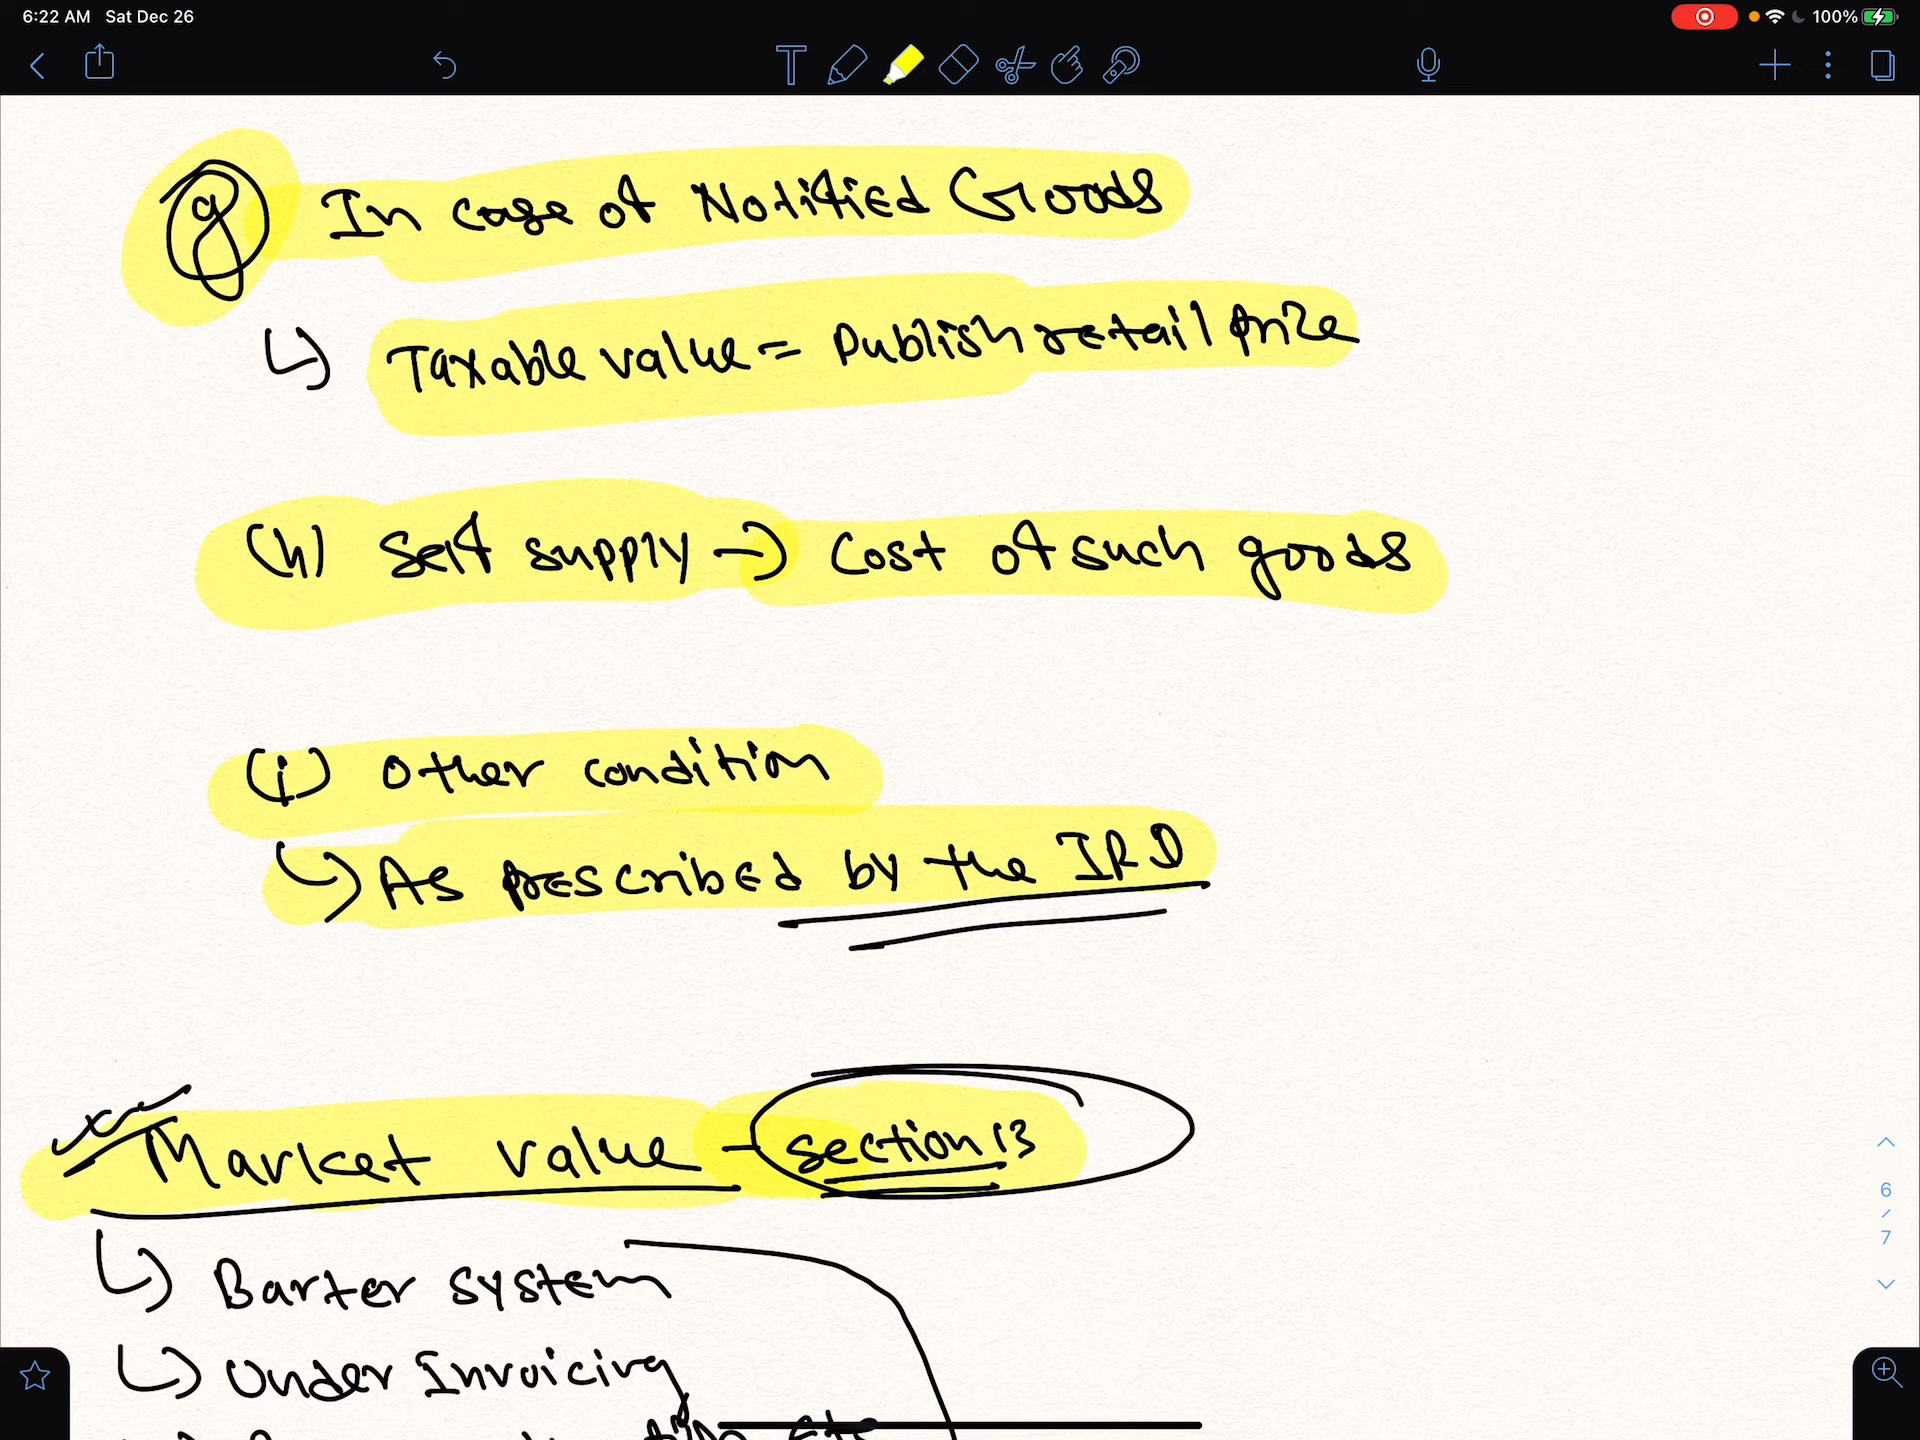 6:22 AM Sat Dec 26
100%
T
g In case of Notified Goods
Taxable value = Publish retail prize
(h) Self supply → Cost of such goods
(i) other condition
As prescribed by the IRD
Market value - section 13
Barter system
Under Invoicing
etc
6
/
7